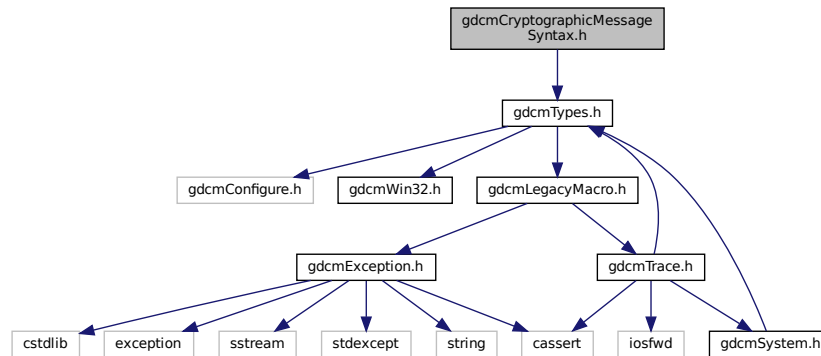 gdcmCryptographicMessage
Syntax.h
gdcmTypes.h
gdcmConfigure.h
gdcmWin32.h
gdcmLegacyMacro.h
gdcmException.h
gdcmTrace.h
cstdlib
exception
sstream
stdexcept
string
cassert
iosfwd
gdcmSystem.h